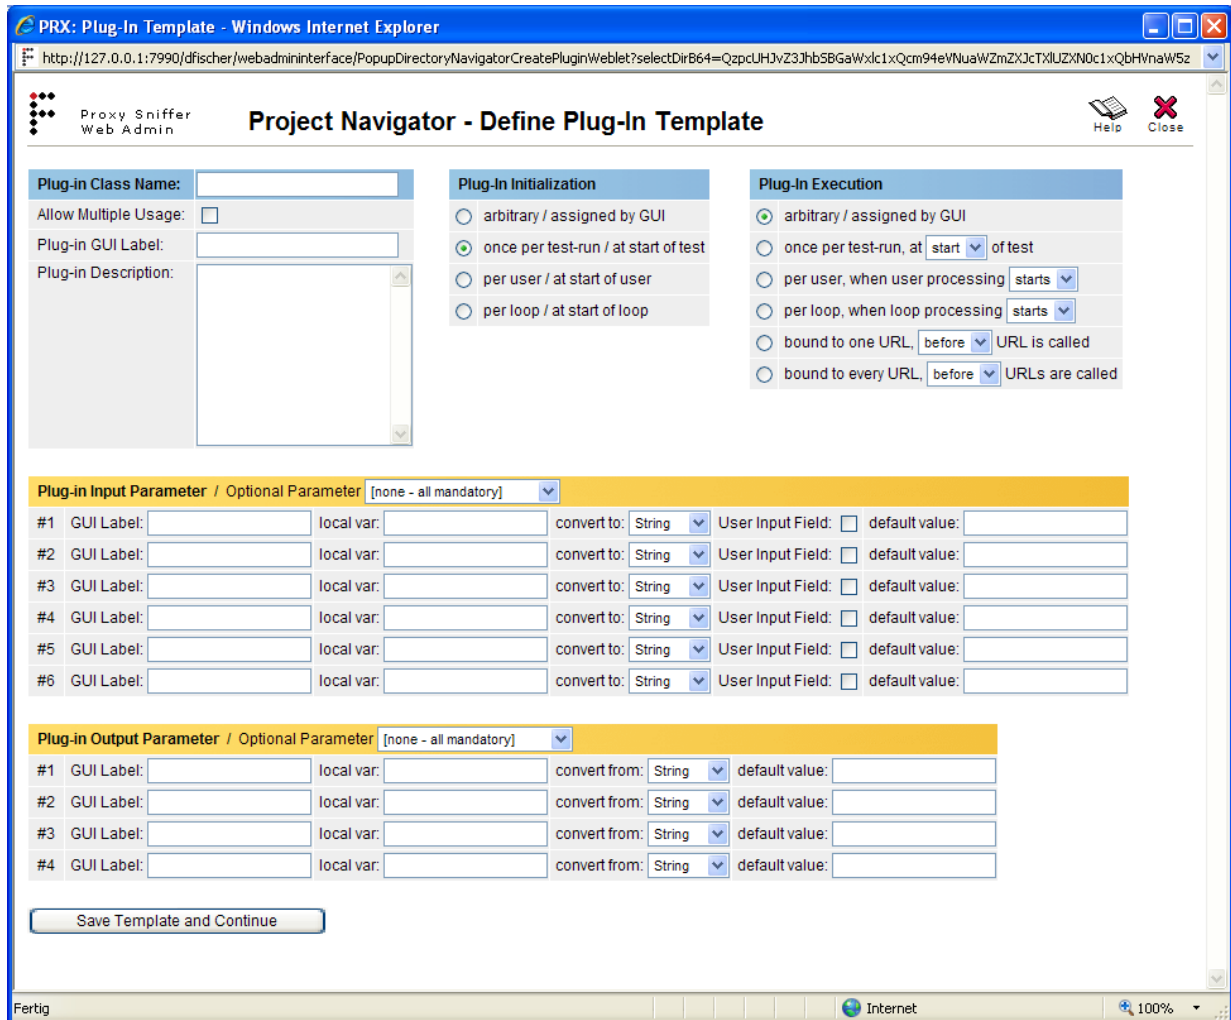 PRX: Plug-In Template - Windows Internet Explorer
http://127.0.0.1:7990/dfischer/webadmininterface/PopupDirectoryNavigatorCreatePluginWeblet?selectDirB64=QzpcUHJvZ3JhbSBGaWxlc1xQcm94eVNuaWZmZXJcTXlUZXN0c1xQbHVnaW5z
Proxy Sniffer
Web Admin
Project Navigator - Define Plug-In Template
Help
Close
Plug-in Class Name:
Allow Multiple Usage:
Plug-in GUI Label:
Plug-in Description:
Plug-In Initialization
arbitrary / assigned by GUI
once per test-run / at start of test
per user / at start of user
per loop / at start of loop
Plug-In Execution
arbitrary / assigned by GUI
once per test-run, at start of test
per user, when user processing starts
per loop, when loop processing starts
bound to one URL, before URL is called
bound to every URL, before URLs are called
Plug-in Input Parameter / Optional Parameter [none - all mandatory]
#1 GUI Label: local var: convert to: String User Input Field: default value:
#2 GUI Label: local var: convert to: String User Input Field: default value:
#3 GUI Label: local var: convert to: String User Input Field: default value:
#4 GUI Label: local var: convert to: String User Input Field: default value:
#5 GUI Label: local var: convert to: String User Input Field: default value:
#6 GUI Label: local var: convert to: String User Input Field: default value:
Plug-in Output Parameter / Optional Parameter [none - all mandatory]
#1 GUI Label: local var: convert from: String default value:
#2 GUI Label: local var: convert from: String default value:
#3 GUI Label: local var: convert from: String default value:
#4 GUI Label: local var: convert from: String default value:
Save Template and Continue
Fertig
Internet
100%